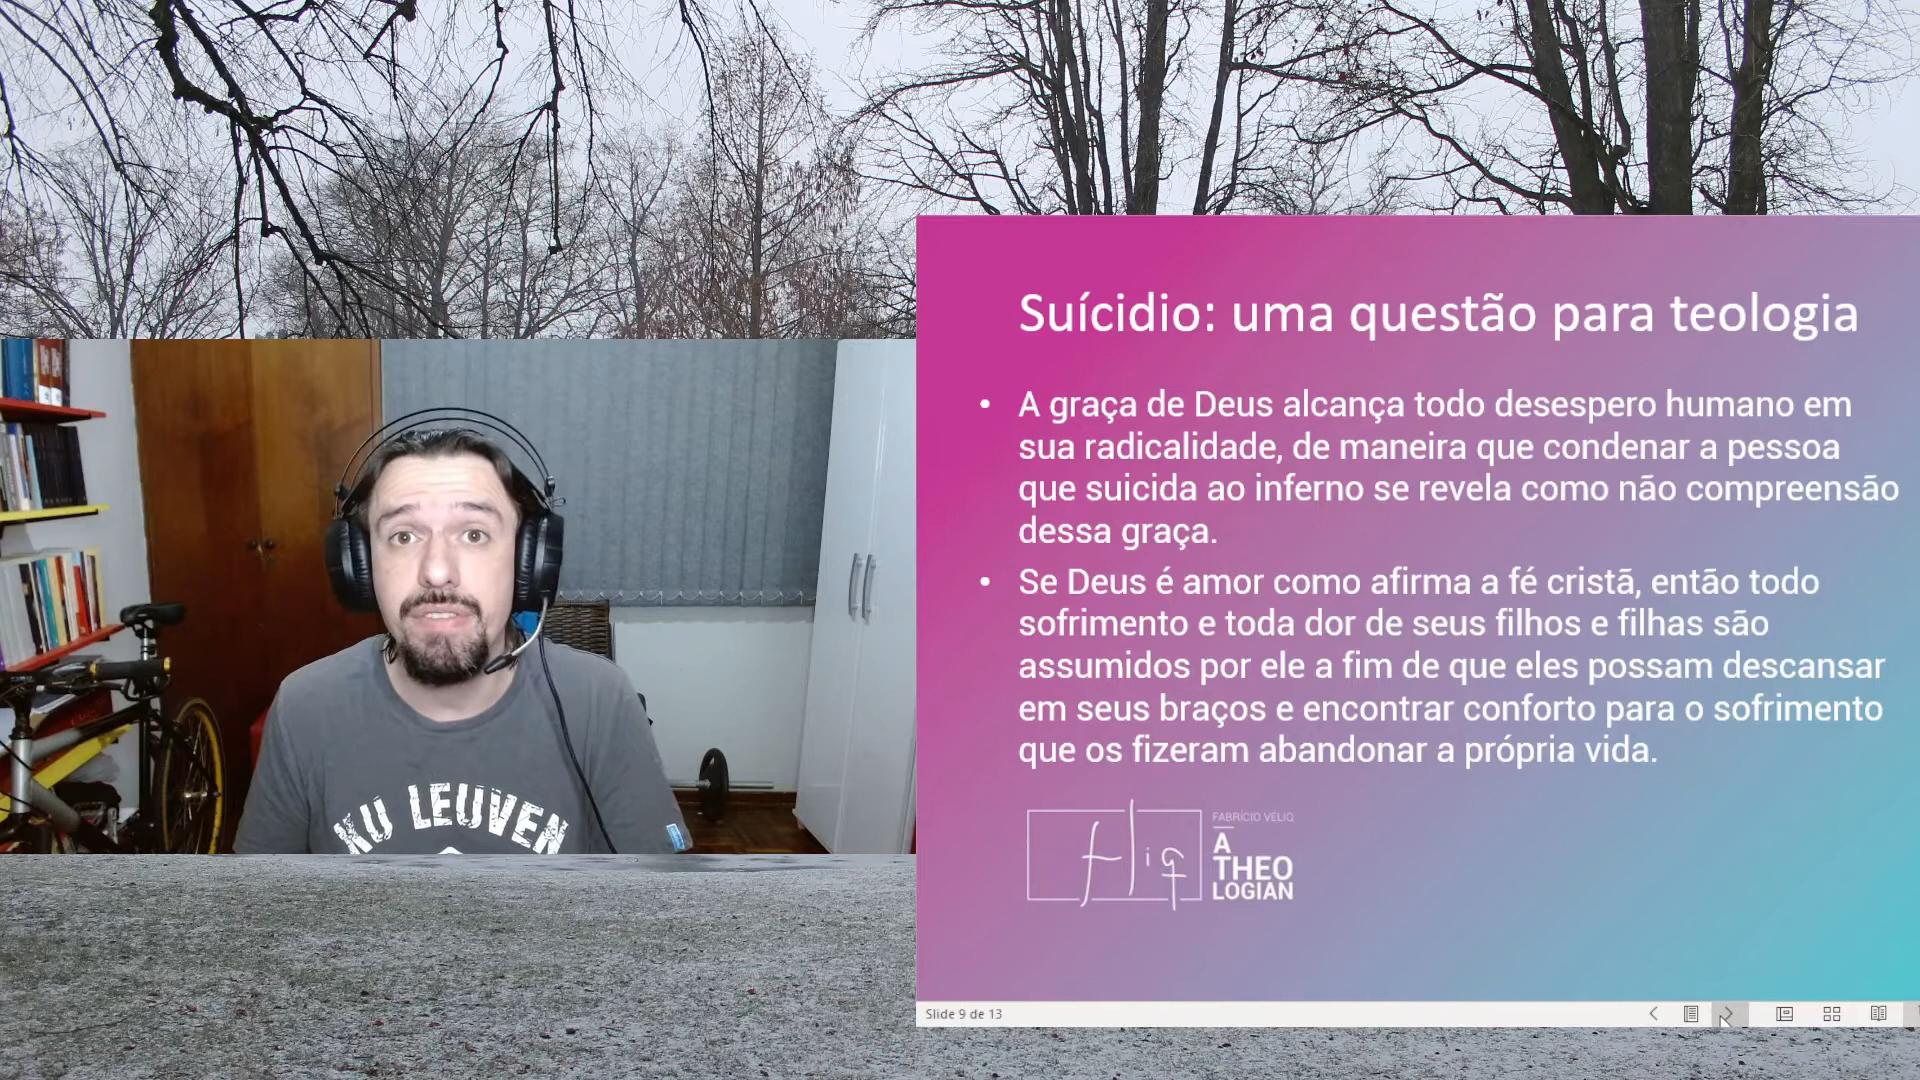 Suícidio: uma questão para teologia
• A graça de Deus alcança todo desespero humano em
sua radicalidade, de maneira que condenar a pessoa
que suicida ao inferno se revela como não compreensão
dessa graça.
• Se Deus é amor como afirma a fé cristã, então todo
sofrimento e toda dor de seus filhos e filhas são
assumidos por ele a fim de que eles possam descansar
em seus braços e encontrar conforto para o sofrimento
que os fizeram abandonar a própria vida.
KU LEUVEN
FABRÍCIO VELIQ
A
THEO
LOGIAN
Slide 9 de 13